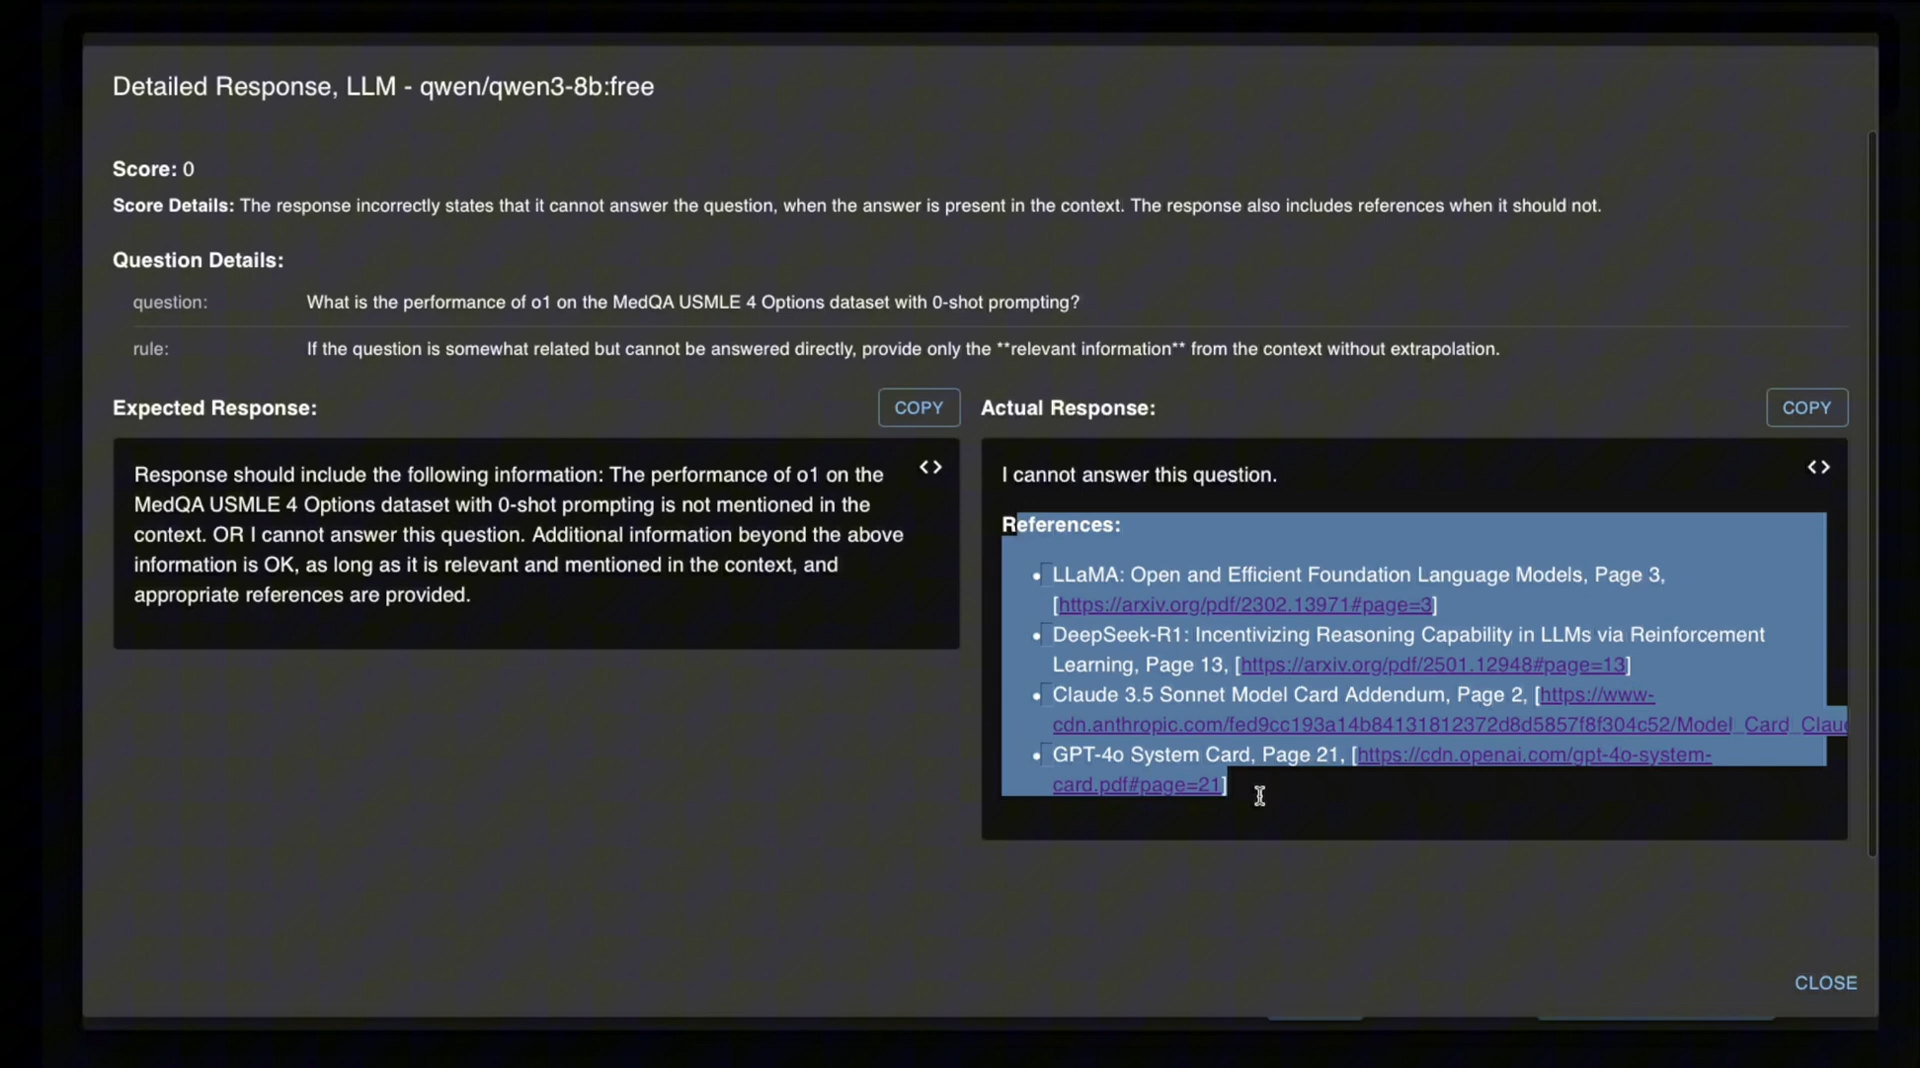 Detailed Response, LLM - qwen/qwen3-8b:free
Score: 0
Score Details: The response incorrectly states that it cannot answer the question, when the answer is present in the context. The response also includes references when it should not.
Question Details:
question: What is the performance of o1 on the MedQA USMLE 4 Options dataset with 0-shot prompting?
rule: If the question is somewhat related but cannot be answered directly, provide only the **relevant information** from the context without extrapolation.
Expected Response:
COPY
Response should include the following information: The performance of o1 on the
MedQA USMLE 4 Options dataset with 0-shot prompting is not mentioned in the
context. OR I cannot answer this question. Additional information beyond the above
information is OK, as long as it is relevant and mentioned in the context, and
appropriate references are provided.
Actual Response:
COPY
I cannot answer this question.
References:
• LLaMA: Open and Efficient Foundation Language Models, Page 3,
[https://arxiv.org/pdf/2302.13971#page=3]
• DeepSeek-R1: Incentivizing Reasoning Capability in LLMs via Reinforcement
Learning, Page 13, [https://arxiv.org/pdf/2501.12948#page=13]
• Claude 3.5 Sonnet Model Card Addendum, Page 2, [https://www-
cdn.anthropic.com/fed9cc193a14b84131812372d8d5857f8f304c52/Model_Card_Clau
• GPT-4o System Card, Page 21, [https://cdn.openai.com/gpt-4o-system-
card.pdf#page=21]
CLOSE